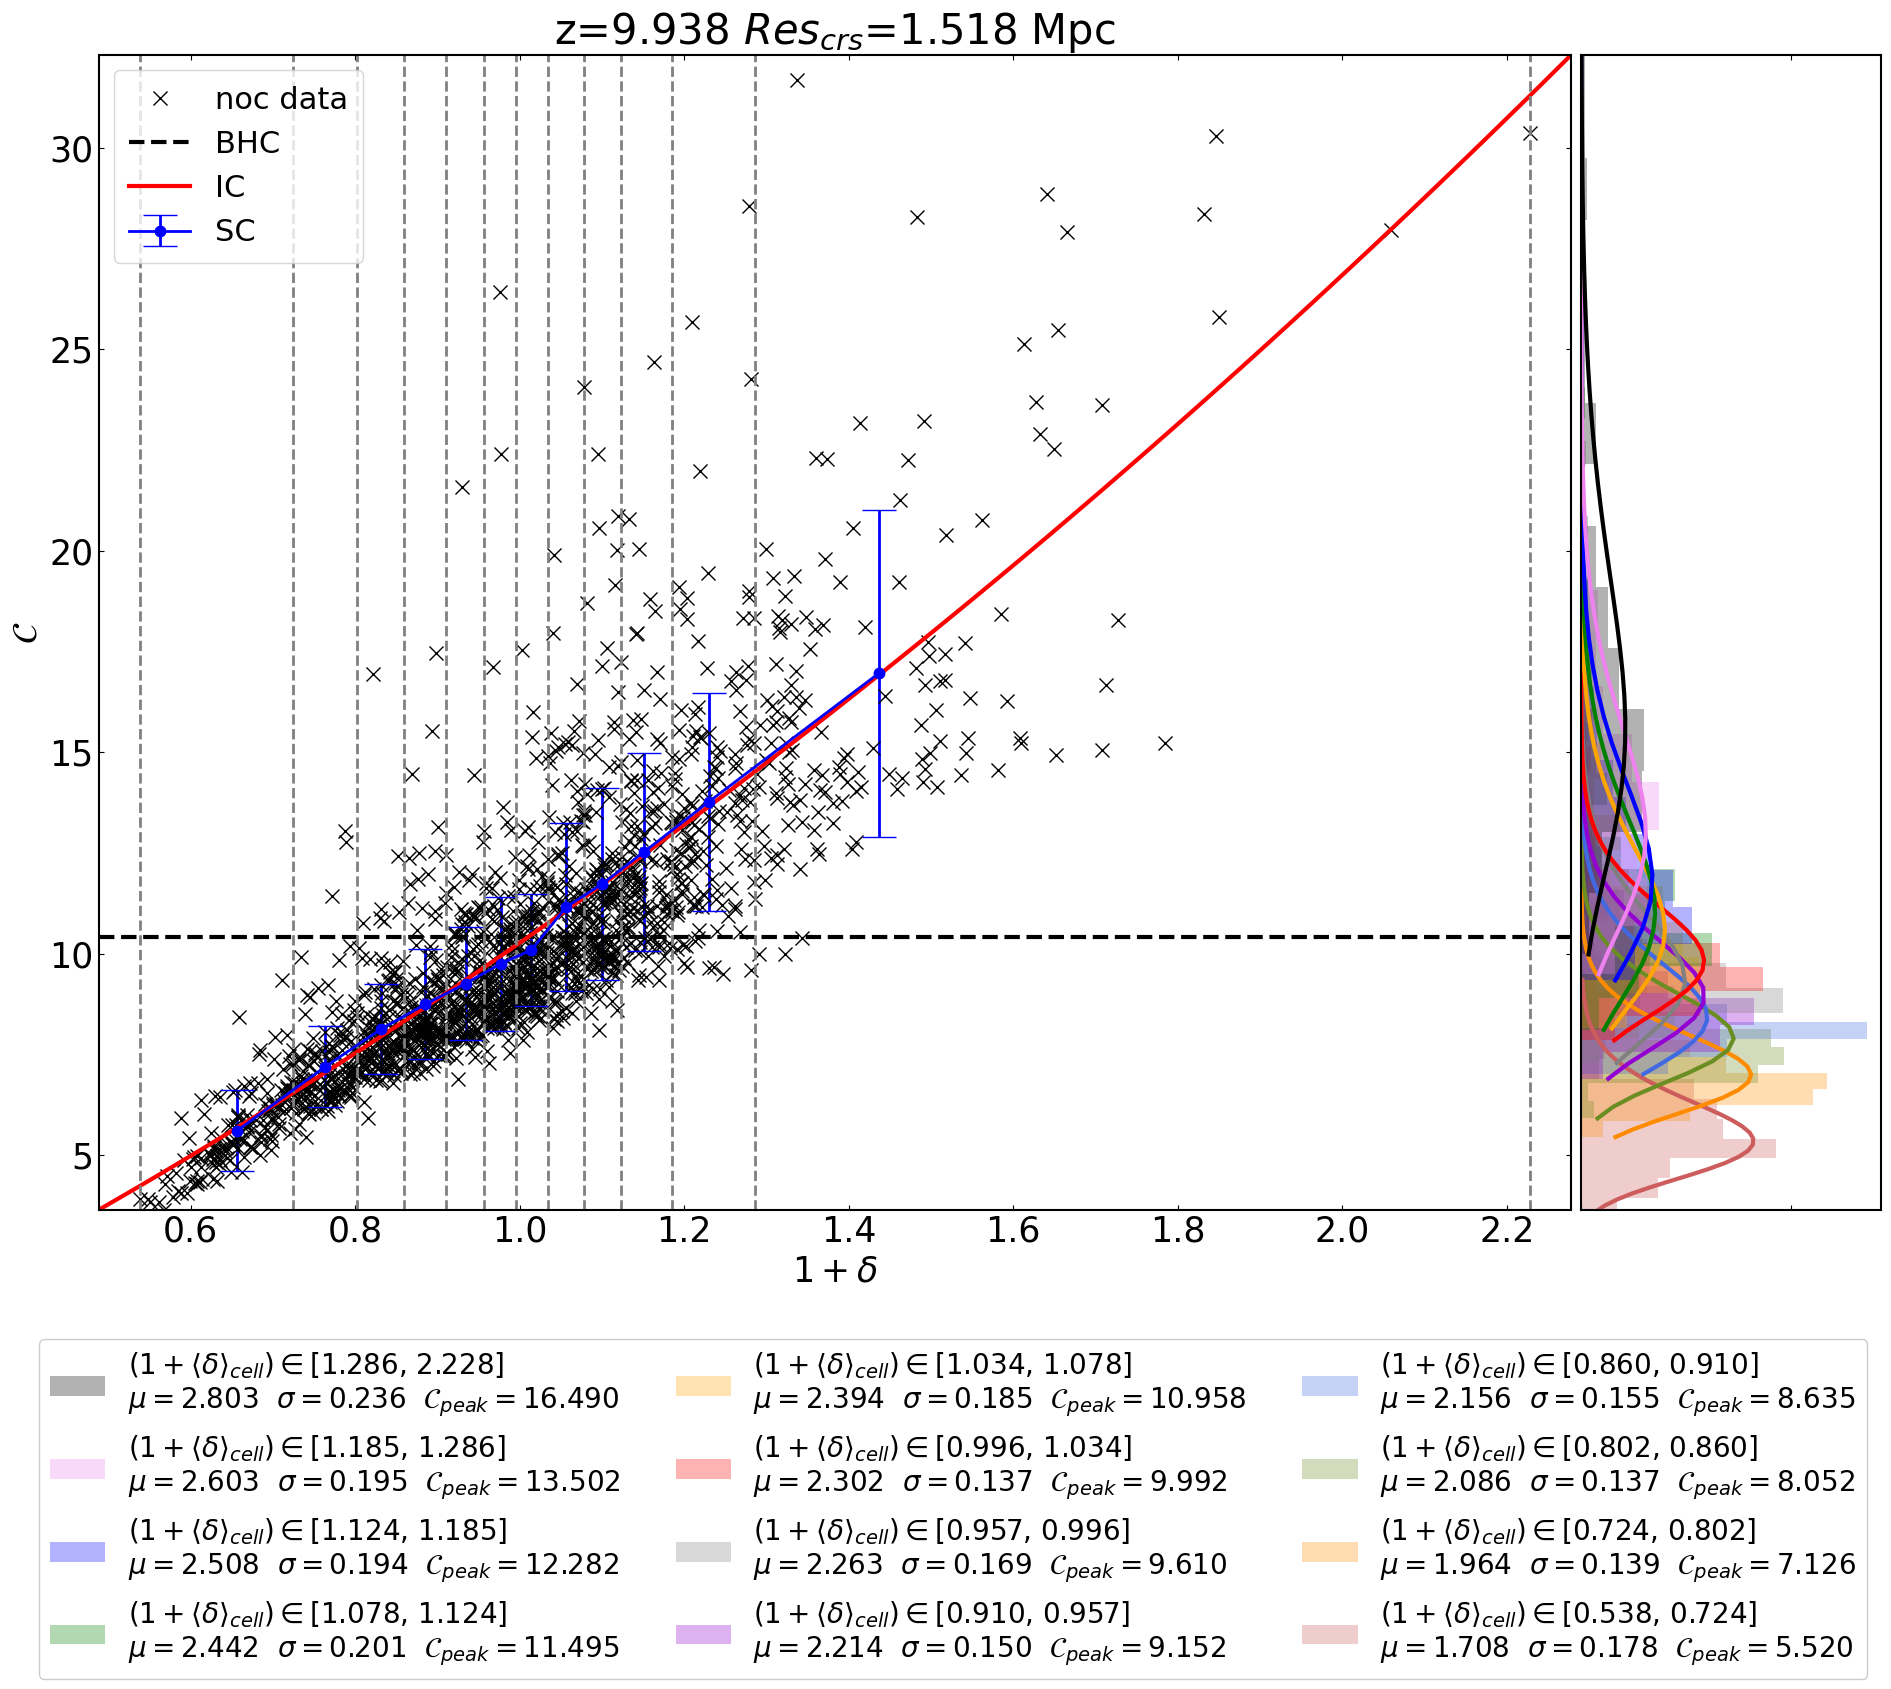 z=9.938 Res_crs=1.518 Mpc
noc data
BHC
IC
SC
30
25
20
15
10
5
𝒞
0.6 0.8 1.0 1.2 1.4 1.6 1.8 2.0 2.2
1 + δ
(1 + ⟨δ⟩_cell) ∈ [1.286, 2.228]
μ = 2.803 σ = 0.236 𝒞_peak = 16.490
(1 + ⟨δ⟩_cell) ∈ [1.185, 1.286]
μ = 2.603 σ = 0.195 𝒞_peak = 13.502
(1 + ⟨δ⟩_cell) ∈ [1.124, 1.185]
μ = 2.508 σ = 0.194 𝒞_peak = 12.282
(1 + ⟨δ⟩_cell) ∈ [1.078, 1.124]
μ = 2.442 σ = 0.201 𝒞_peak = 11.495
(1 + ⟨δ⟩_cell) ∈ [1.034, 1.078]
μ = 2.394 σ = 0.185 𝒞_peak = 10.958
(1 + ⟨δ⟩_cell) ∈ [0.996, 1.034]
μ = 2.302 σ = 0.137 𝒞_peak = 9.992
(1 + ⟨δ⟩_cell) ∈ [0.957, 0.996]
μ = 2.263 σ = 0.169 𝒞_peak = 9.610
(1 + ⟨δ⟩_cell) ∈ [0.910, 0.957]
μ = 2.214 σ = 0.150 𝒞_peak = 9.152
(1 + ⟨δ⟩_cell) ∈ [0.860, 0.910]
μ = 2.156 σ = 0.155 𝒞_peak = 8.635
(1 + ⟨δ⟩_cell) ∈ [0.802, 0.860]
μ = 2.086 σ = 0.137 𝒞_peak = 8.052
(1 + ⟨δ⟩_cell) ∈ [0.724, 0.802]
μ = 1.964 σ = 0.139 𝒞_peak = 7.126
(1 + ⟨δ⟩_cell) ∈ [0.538, 0.724]
μ = 1.708 σ = 0.178 𝒞_peak = 5.520